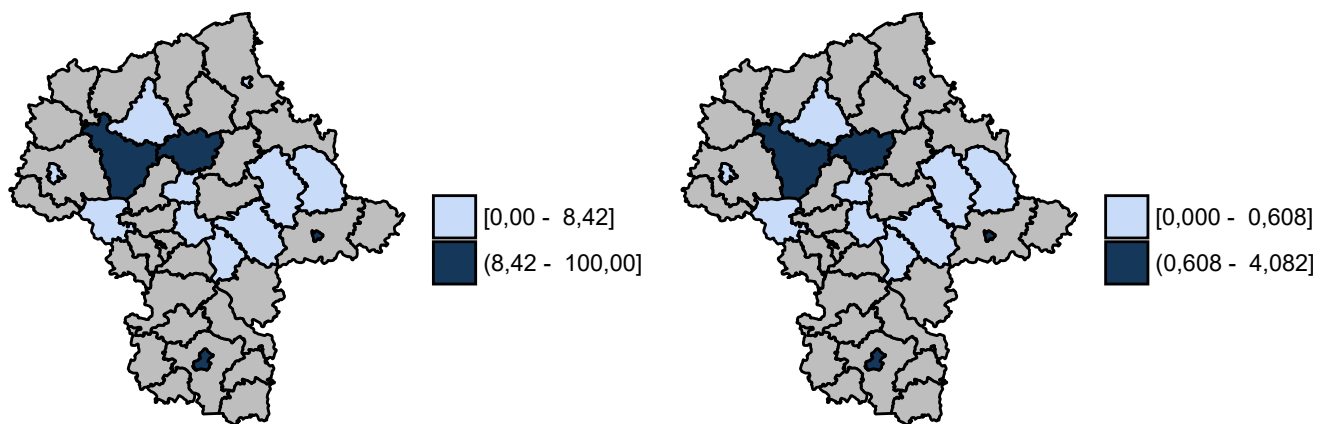 [0,00 - 8,42]
(8,42 - 100,00]
[0,000 - 0,608]
(0,608 - 4,082]